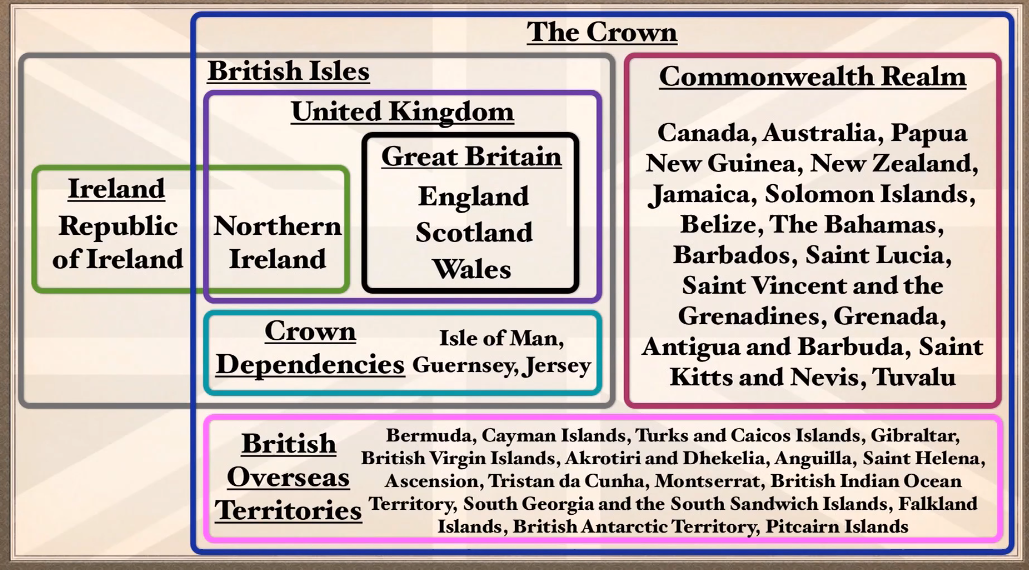 The Crown
British Isles
United Kingdom
Great Britain
England
Scotland
Wales
Ireland
Republic
of Ireland
Northern
Ireland
Crown
Dependencies
Isle of Man,
Guernsey, Jersey
Commonwealth Realm
Canada, Australia, Papua
New Guinea, New Zealand,
Jamaica, Solomon Islands,
Belize, The Bahamas,
Barbados, Saint Lucia,
Saint Vincent and the
Grenadines, Grenada,
Antigua and Barbuda, Saint
Kitts and Nevis, Tuvalu
British
Overseas
Territories
Bermuda, Cayman Islands, Turks and Caicos Islands, Gibraltar,
British Virgin Islands, Akrotiri and Dhekelia, Anguilla, Saint Helena,
Ascension, Tristan da Cunha, Montserrat, British Indian Ocean
Territory, South Georgia and the South Sandwich Islands, Falkland
Islands, British Antarctic Territory, Pitcairn Islands